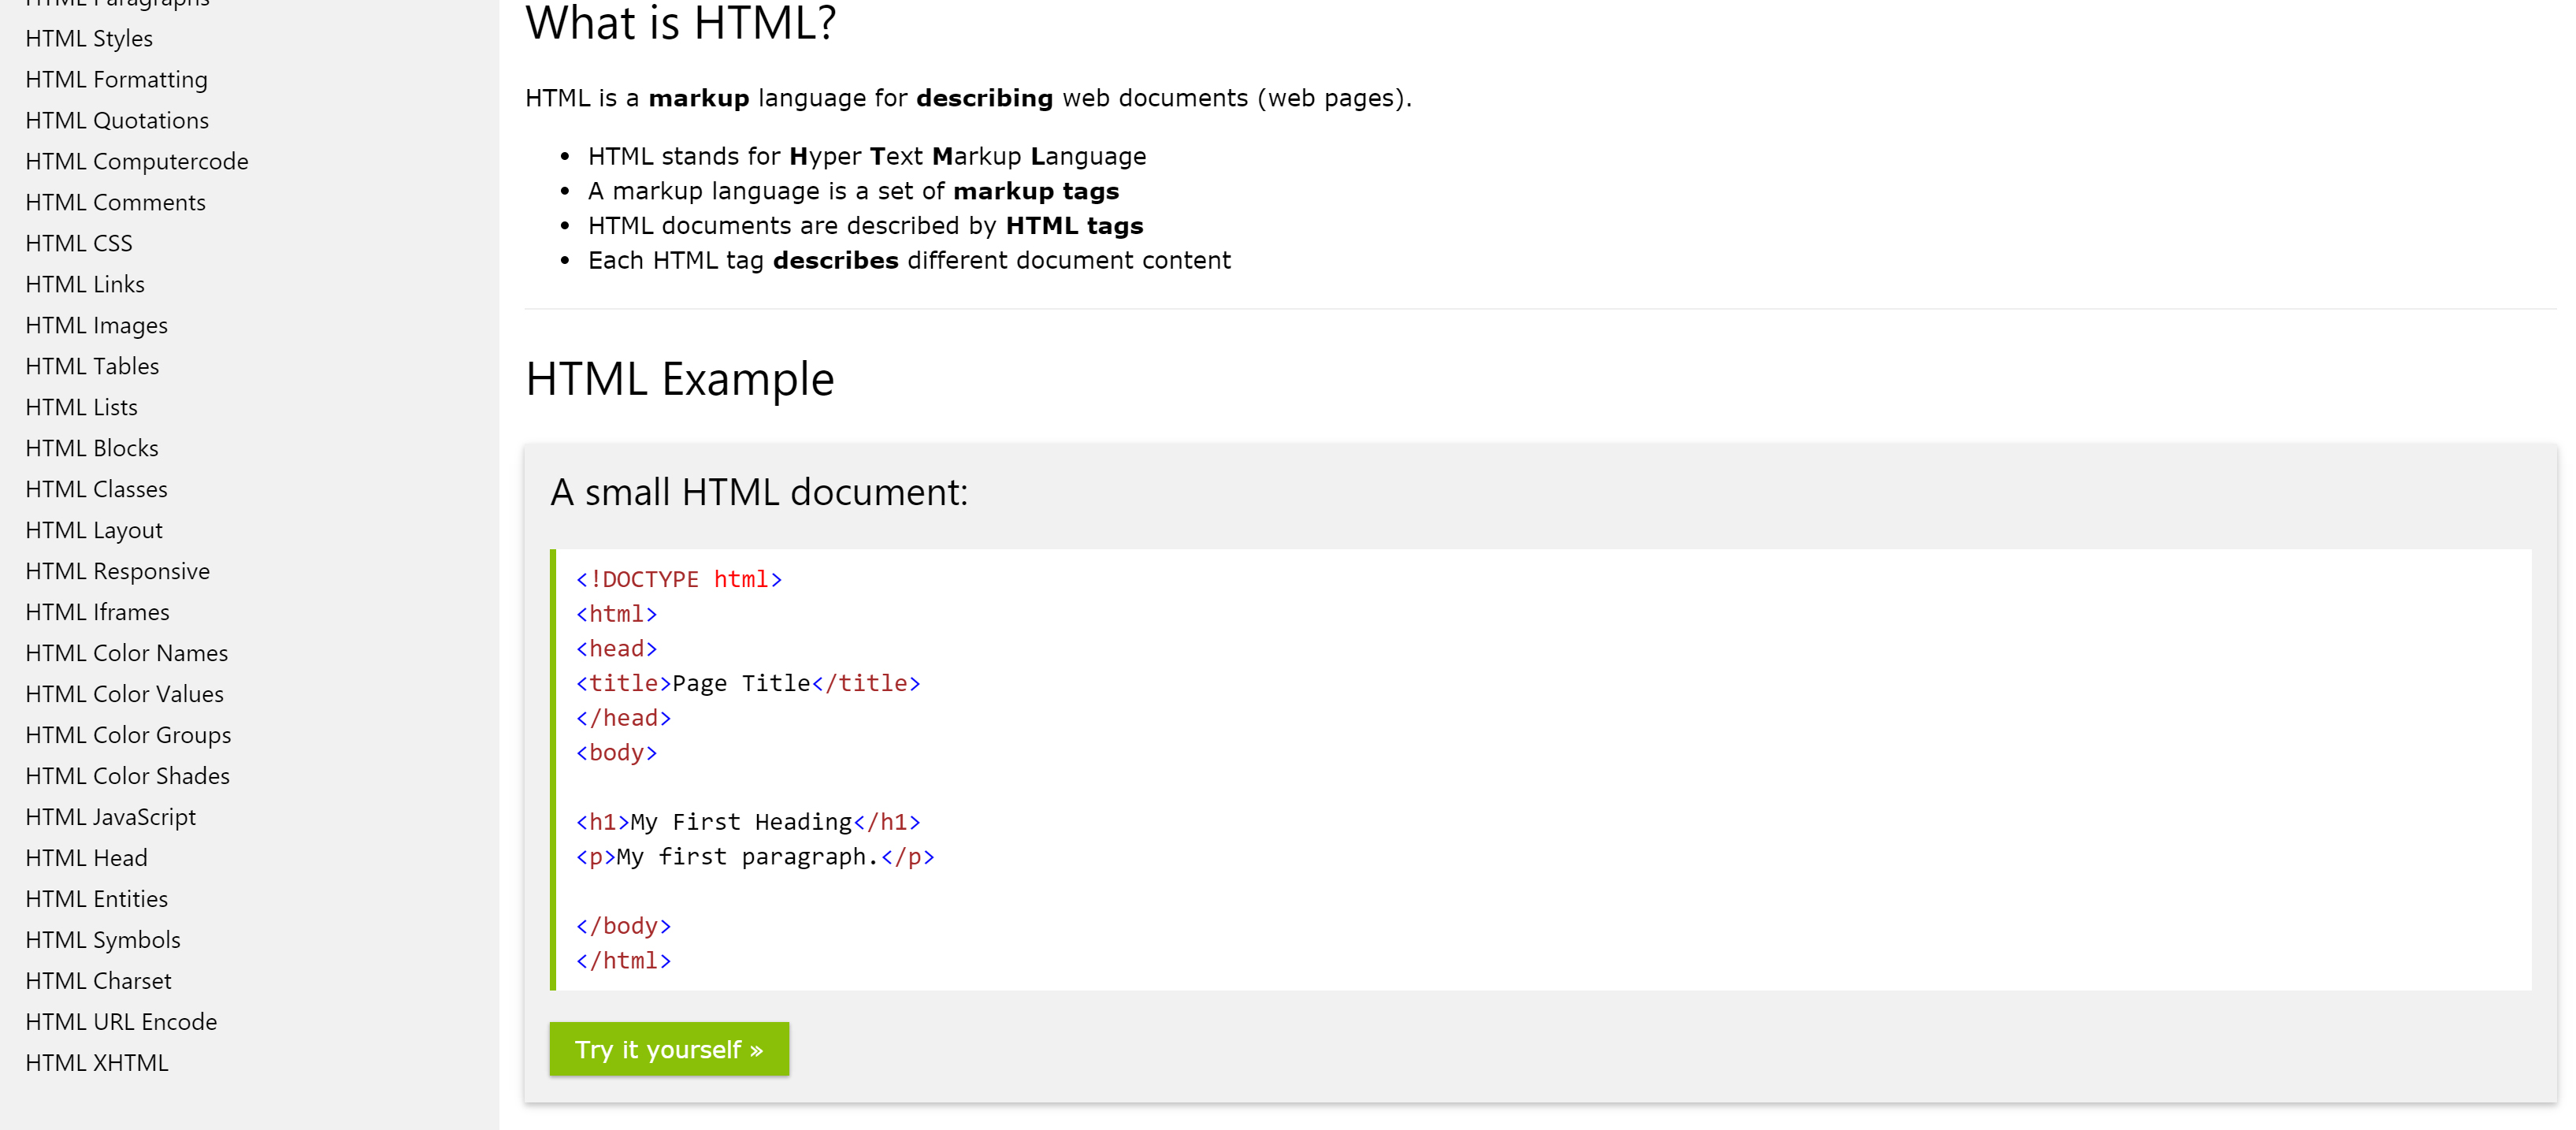 HTML Paragraphs
HTML Styles
HTML Formatting
HTML Quotations
HTML Computercode
HTML Comments
HTML CSS
HTML Links
HTML Images
HTML Tables
HTML Lists
HTML Blocks
HTML Classes
HTML Layout
HTML Responsive
HTML Iframes
HTML Color Names
HTML Color Values
HTML Color Groups
HTML Color Shades
HTML JavaScript
HTML Head
HTML Entities
HTML Symbols
HTML Charset
HTML URL Encode
HTML XHTML
What is HTML?
HTML is a markup language for describing web documents (web pages).
• HTML stands for Hyper Text Markup Language
• A markup language is a set of markup tags
• HTML documents are described by HTML tags
• Each HTML tag describes different document content
HTML Example
A small HTML document:
<!DOCTYPE html>
<html>
<head>
<title>Page Title</title>
</head>
<body>
<h1>My First Heading</h1>
<p>My first paragraph.</p>
</body>
</html>
Try it yourself »